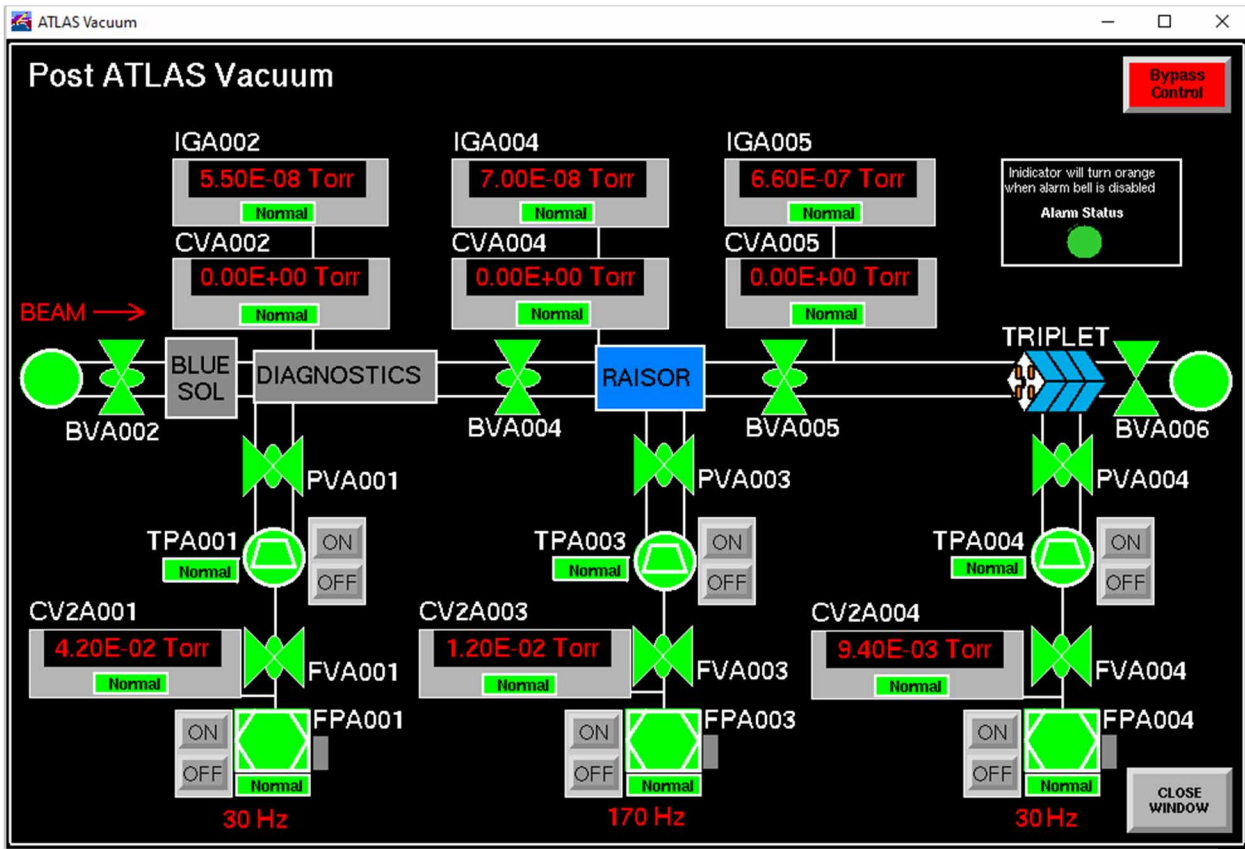 ATLAS Vacuum
Post ATLAS Vacuum
Bypass
Control
IGA002
5.50E-08 Torr
Normal
IGA004
7.00E-08 Torr
Normal
IGA005
6.60E-07 Torr
Normal
Inidicator will turn orange
when alarm bell is disabled
Alarm Status
CVA002
0.00E+00 Torr
Normal
CVA004
0.00E+00 Torr
Normal
CVA005
0.00E+00 Torr
Normal
BEAM
BVA002
BLUE
SOL
DIAGNOSTICS
BVA004
RAISOR
BVA005
TRIPLET
BVA006
PVA001
PVA003
PVA004
TPA001
Normal
ON
OFF
TPA003
Normal
ON
OFF
TPA004
Normal
ON
OFF
CV2A001
4.20E-02 Torr
Normal
FVA001
CV2A003
1.20E-02 Torr
Normal
FVA003
CV2A004
9.40E-03 Torr
Normal
FVA004
ON
OFF
FPA001
Normal
30 Hz
ON
OFF
FPA003
Normal
170 Hz
ON
OFF
FPA004
Normal
30 Hz
CLOSE
WINDOW